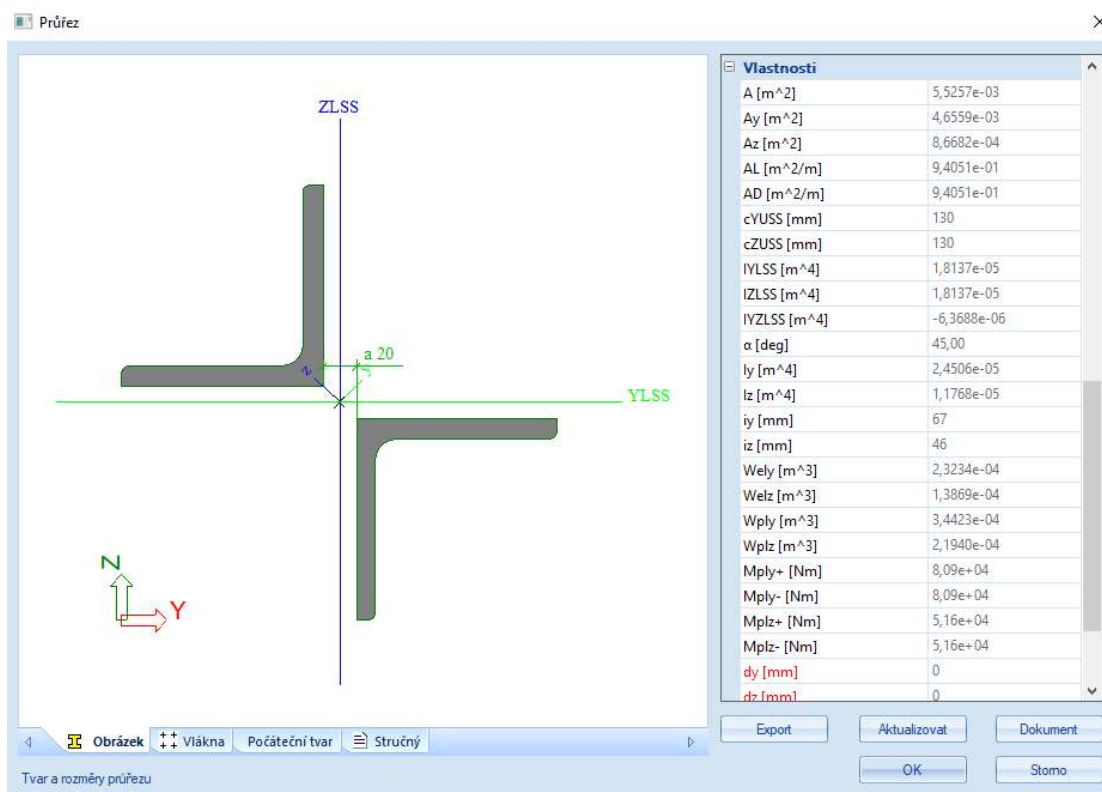 Průřez
ZLSS
a 20
z
YLSS
Z
Y
Obrázek Vlákna Počáteční tvar Stručný
Tvar a rozměry průřezu
Vlastnosti
A [m^2] 5,5257e-03
Ay [m^2] 4,6559e-03
Az [m^2] 8,6682e-04
AL [m^2/m] 9,4051e-01
AD [m^2/m] 9,4051e-01
cYUSS [mm] 130
cZUSS [mm] 130
IYLSS [m^4] 1,8137e-05
IZLSS [m^4] 1,8137e-05
IYZLSS [m^4] -6,3688e-06
α [deg] 45,00
Iy [m^4] 2,4506e-05
Iz [m^4] 1,1768e-05
iy [mm] 67
iz [mm] 46
Wely [m^3] 2,3234e-04
Welz [m^3] 1,3869e-04
Wply [m^3] 3,4423e-04
Wplz [m^3] 2,1940e-04
Mply+ [Nm] 8,09e+04
Mply- [Nm] 8,09e+04
Mplz+ [Nm] 5,16e+04
Mplz- [Nm] 5,16e+04
dy [mm] 0
dz [mm] 0
Export Aktualizovat Dokument
OK Storno